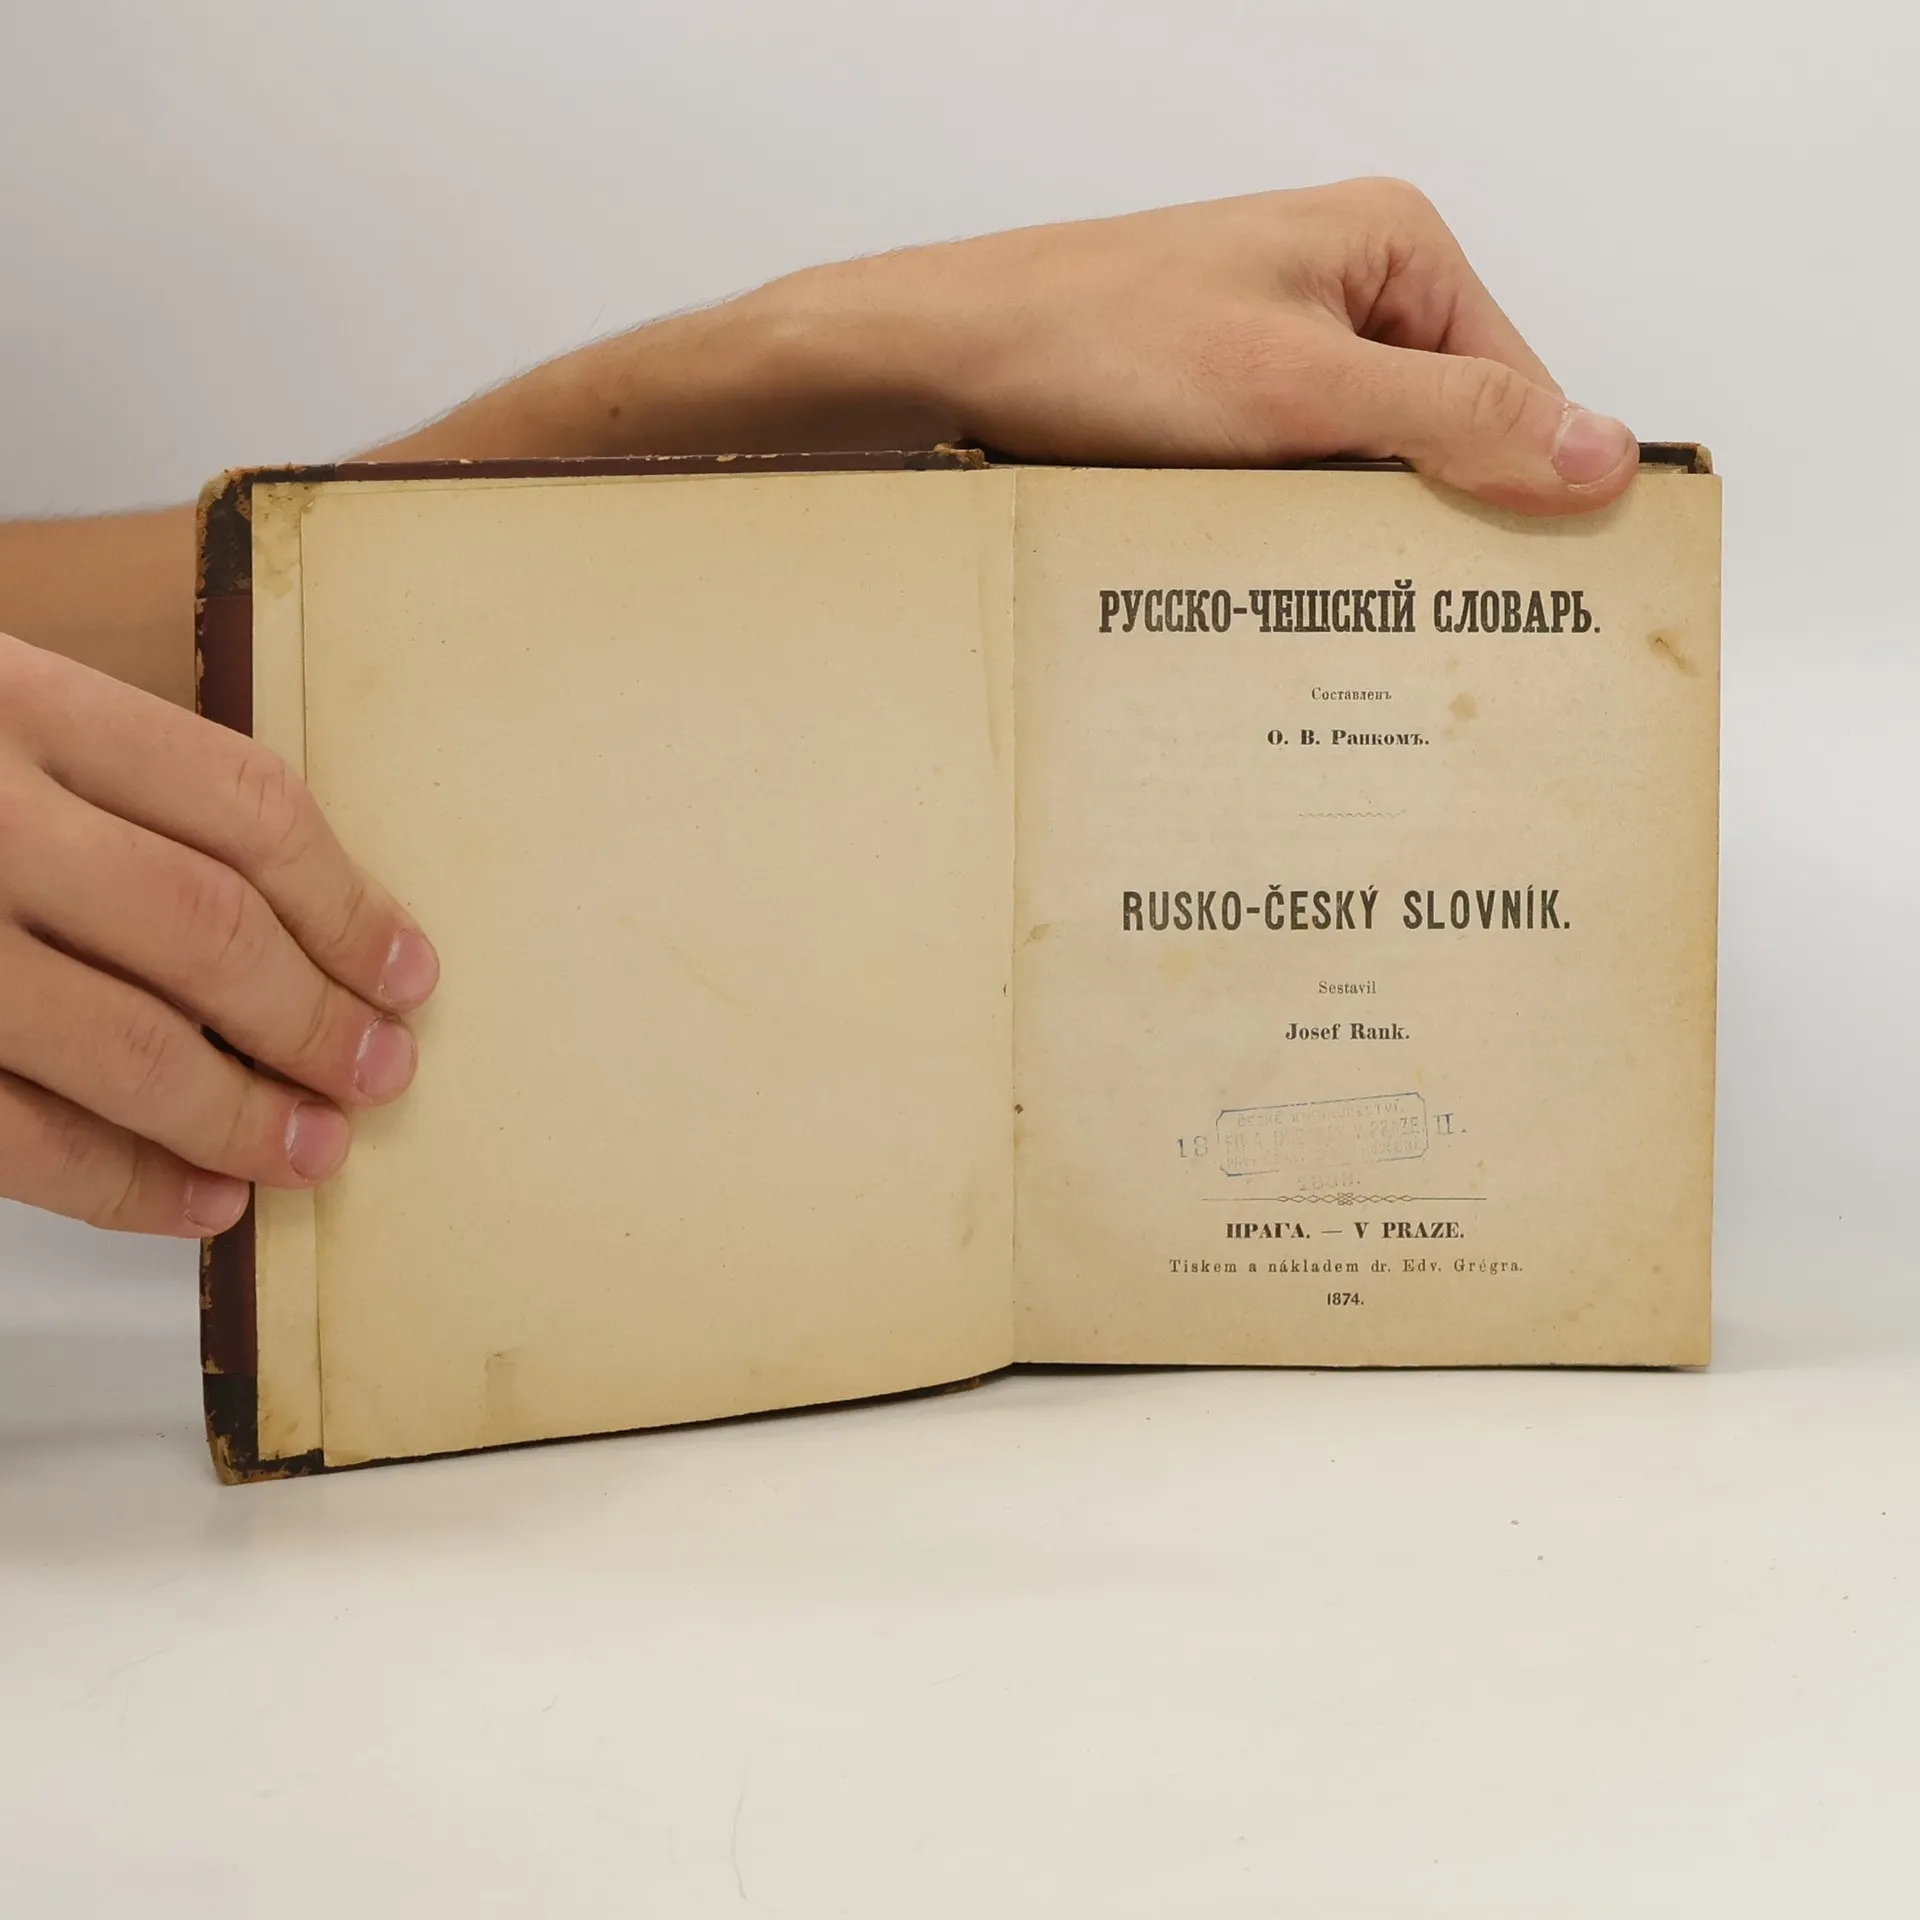 РУССКО-ЧЕШСКІЙ СЛОВАРЬ.
Составленъ
О. В. Ранкомъ.
RUSKO-ČESKÝ SLOVNÍK.
Sestavil
Josef Rank.
18 II.
V PRAZE
ПРАГА. — V PRAZE.
Tiskem a nákladem dr. Edv. Grégra.
1874.